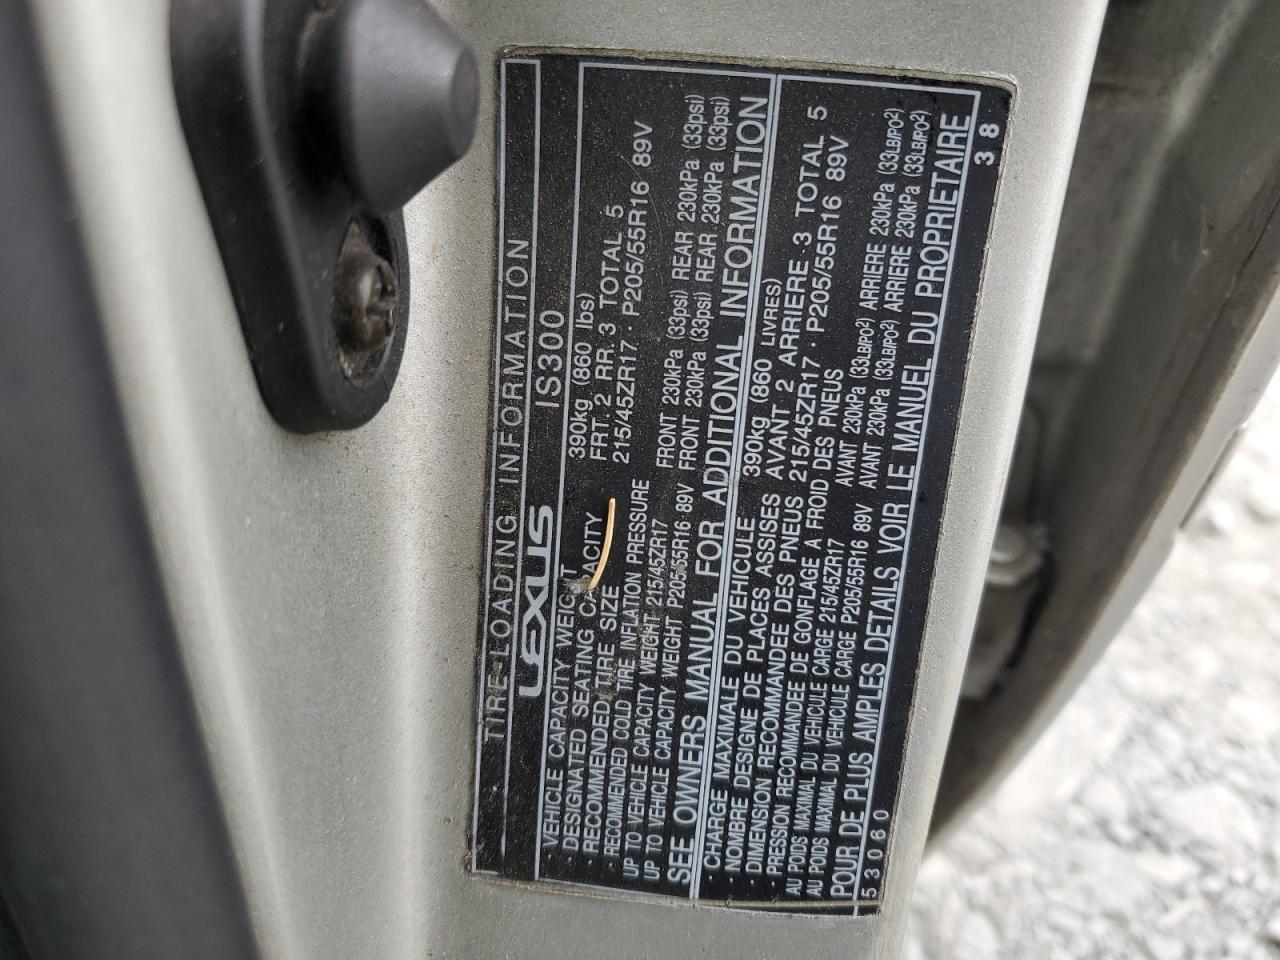 TIRE-LOADING INFORMATION
LEXUS IS300
· VEHICLE CAPACITY WEIGHT 390kg (860 lbs)
· DESIGNATED SEATING CAPACITY FRT. 2 RR. 3 TOTAL 5
· RECOMMENDED TIRE SIZE 215/45ZR17 · P205/55R16 89V
· RECOMMENDED COLD TIRE INFLATION PRESSURE
UP TO VEHICLE CAPACITY WEIGHT 215/45ZR17 FRONT 230kPa (33psi) REAR 230kPa (33psi)
UP TO VEHICLE CAPACITY WEIGHT P205/55R16 89V FRONT 230kPa (33psi) REAR 230kPa (33psi)
SEE OWNERS MANUAL FOR ADDITIONAL INFORMATION
· CHARGE MAXIMALE DU VEHICULE 390kg (860 LIVRES)
· NOMBRE DESIGNE DE PLACES ASSISES AVANT 2 ARRIERE 3 TOTAL 5
· DIMENSION RECOMMANDEE DES PNEUS 215/45ZR17 · P205/55R16 89V
· PRESSION RECOMMANDEE DE GONFLAGE A FROID DES PNEUS
AU POIDS MAXIMAL DU VEHICULE CARGE 215/45ZR17 AVANT 230kPa (33LB/PO²) ARRIERE 230kPa (33LB/PO²)
AU POIDS MAXIMAL DU VEHICULE CARGE P205/55R16 89V AVANT 230kPa (33LB/PO²) ARRIERE 230kPa (33LB/PO²)
POUR DE PLUS AMPLES DETAILS VOIR LE MANUEL DU PROPRIETAIRE
53060 38